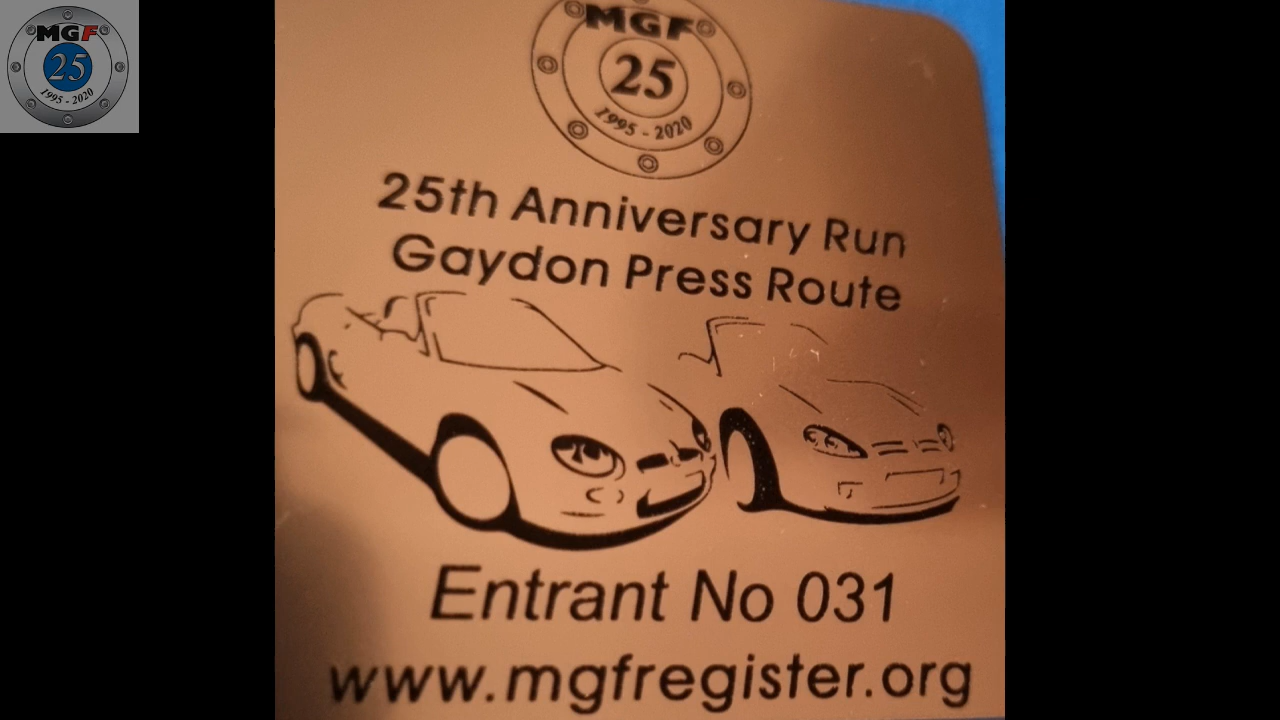 MGF
25
1995 - 2020
MGF
25
1995 - 2020
25th Anniversary Run
Gaydon Press Route
Entrant No 031
www.mgfregister.org